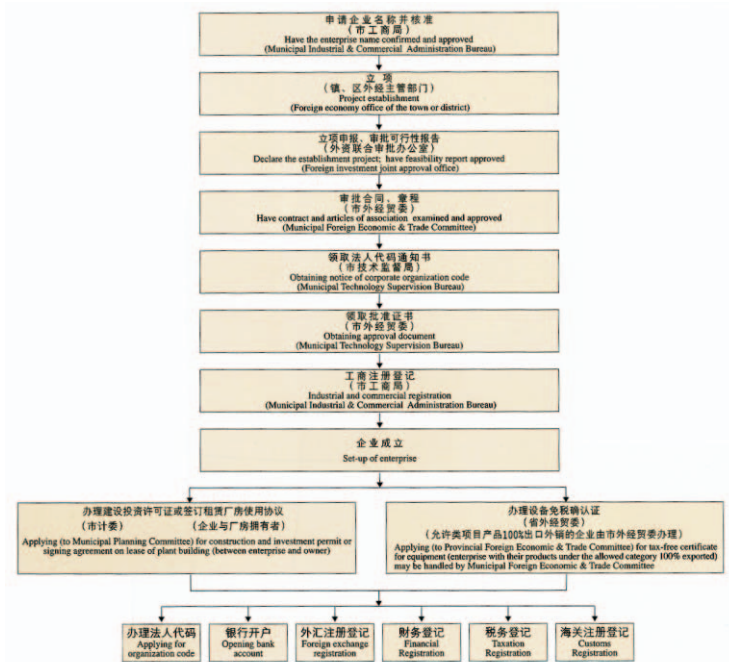 申请企业名称并核准
（市工商局）
Have the enterprise name confirmed and approved
(Municipal Industrial & Commercial Administration Bureau)
立 项
（镇、区外经主管部门）
Project establishment
(Foreign economy office of the town or district)
立项申报、审批可行性报告
（外资联合审批办公室）
Declare the establishment project; have feasibility report approved
(Foreign investment joint approval office)
审批合同、章程
（市外经贸委）
Have contract and articles of association examined and approved
(Municipal Foreign Economic & Trade Committee)
领取法人代码通知书
（市技术监督局）
Obtaining notice of corporate organization code
(Municipal Technology Supervision Bureau)
领取批准证书
（市外经贸委）
Obtaining approval document
(Municipal Technology Supervision Bureau)
工商注册登记
（市工商局）
Industrial and commercial registration
(Municipal Industrial & Commercial Administration Bureau)
企业成立
Set-up of enterprise
办理建设投资许可证或签订租赁厂房使用协议
（市计委） （企业与厂房拥有者）
Applying (to Municipal Planning Committee) for construction and investment permit or
signing agreement on lease of plant building (between enterprise and owner)
办理设备免税确认证
（省外经贸委）
（允许类项目产品100%出口外销的企业由市外经贸委办理）
Applying (to Provincial Foreign Economic & Trade Committee) for tax-free certificate
for equipment (enterprise with their products under the allowed category 100% exported)
may be handled by Municipal Foreign Economic & Trade Committee
办理法人代码
Applying for
organization code
银行开户
Opening bank
account
外汇注册登记
Foreign exchange
registration
财务登记
Financial
Registration
税务登记
Taxation
Registration
海关注册登记
Customs
Registration